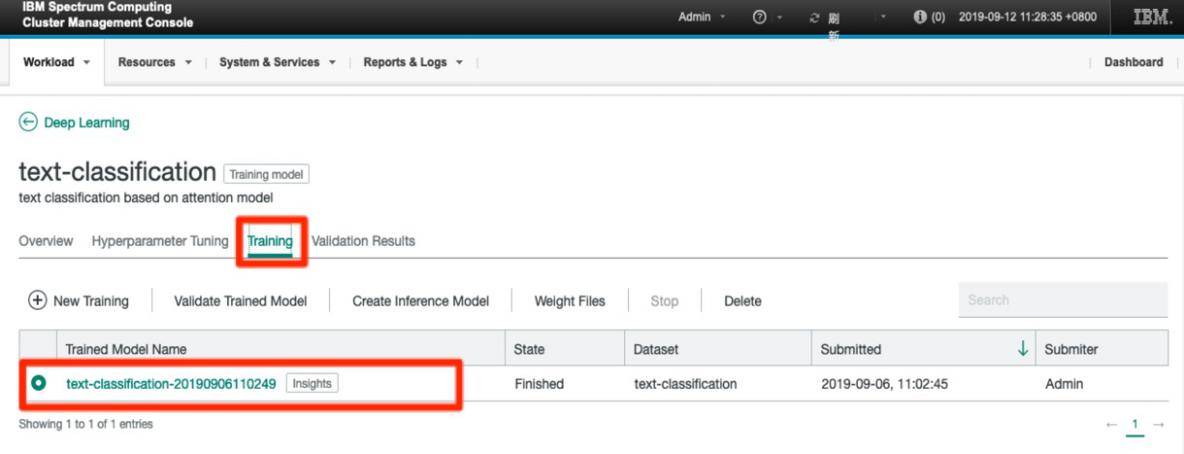 IBM Spectrum Computing
Cluster Management Console
Admin ? 刷新 (0) 2019-09-12 11:28:35 +0800 IBM.
Workload Resources System & Services Reports & Logs Dashboard
Deep Learning
text-classification Training model
text classification based on attention model
Overview Hyperparameter Tuning Training Validation Results
New Training Validate Trained Model Create Inference Model Weight Files Stop Delete Search
Trained Model Name State Dataset Submitted Submiter
text-classification-20190906110249 Insights Finished text-classification 2019-09-06, 11:02:45 Admin
Showing 1 to 1 of 1 entries ← 1 →